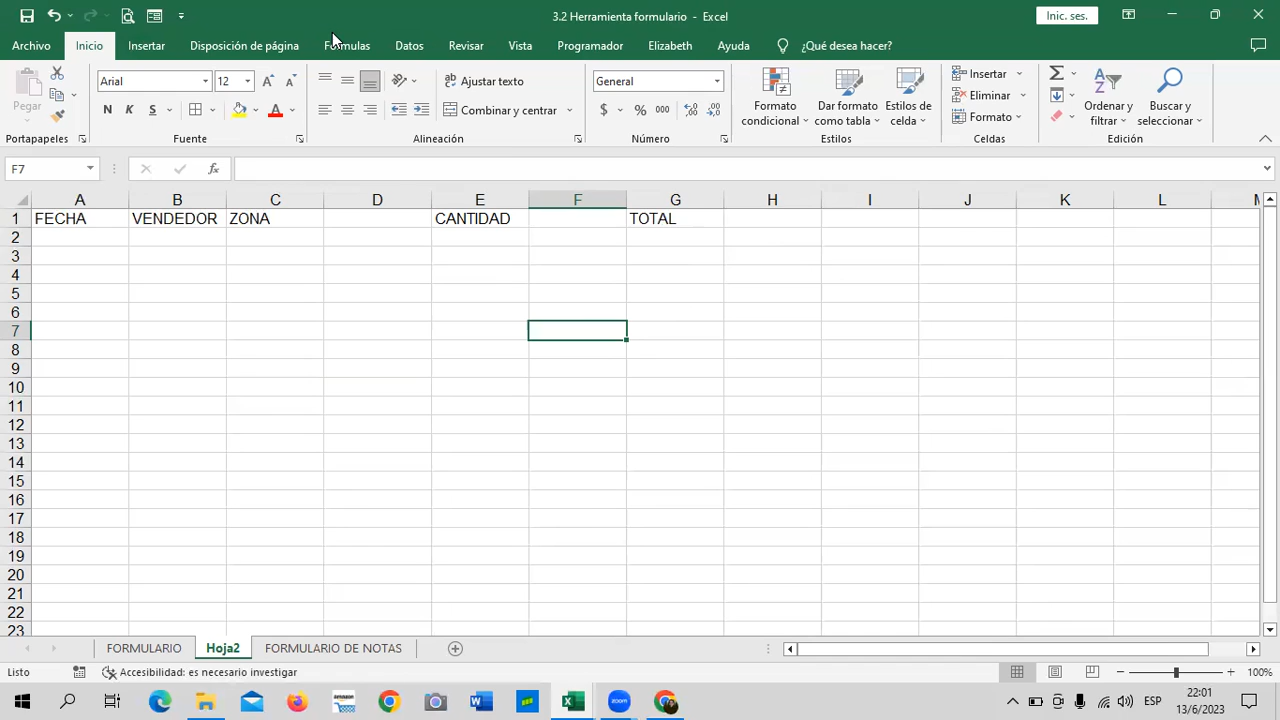 3.2 Herramienta formulario - Excel
Inic. ses.
Archivo Inicio Insertar Disposición de página Fórmulas Datos Revisar Vista Programador Elizabeth Ayuda ¿Qué desea hacer?
Pegar
Portapapeles
Arial 12
N K S
Fuente
Ajustar texto
Combinar y centrar
Alineación
General
$ % 000
Número
Formato condicional
Dar formato como tabla
Estilos de celda
Estilos
Insertar
Eliminar
Formato
Celdas
Ordenar y filtrar
Buscar y seleccionar
Edición
F7
A B C D E F G H I J K L M
1 FECHA VENDEDOR ZONA CANTIDAD TOTAL
2
3
4
5
6
7
8
9
10
11
12
13
14
15
16
17
18
19
20
21
22
23
FORMULARIO Hoja2 FORMULARIO DE NOTAS
Listo Accesibilidad: es necesario investigar 100%
ESP
22:01
13/6/2023